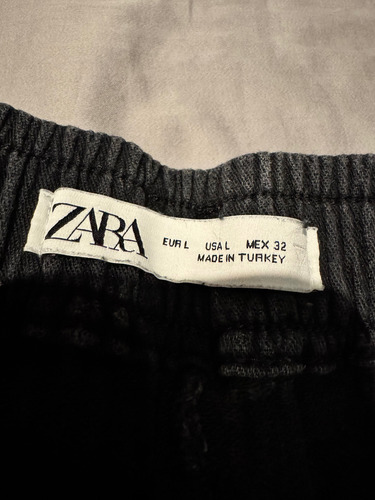 ZARA
EUR L USA L MEX 32
MADE IN TURKEY